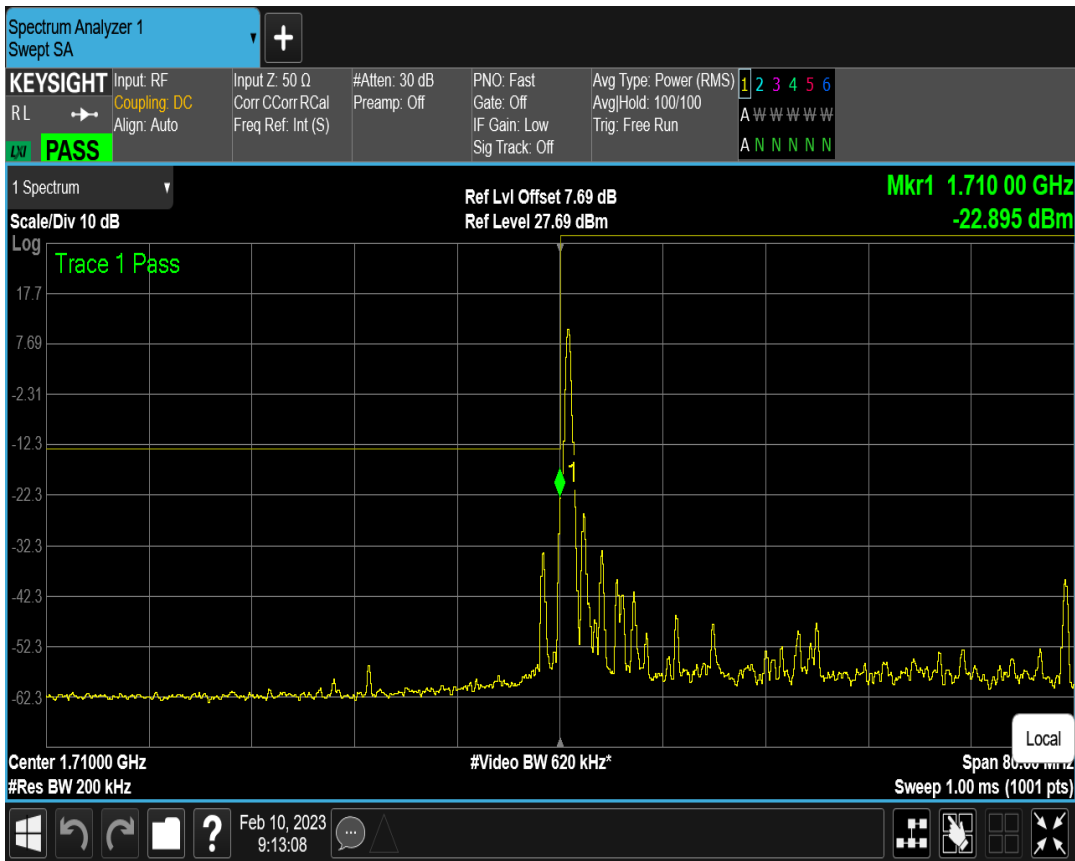 Spectrum Analyzer 1
Swept SA
+
KEYSIGHT
R L
LXI
PASS
Input: RF
Coupling: DC
Align: Auto
Input Z: 50 Ω
Corr CCorr RCal
Freq Ref: Int (S)
#Atten: 30 dB
Preamp: Off
PNO: Fast
Gate: Off
IF Gain: Low
Sig Track: Off
Avg Type: Power (RMS)
Avg|Hold: 100/100
Trig: Free Run
1 2 3 4 5 6
A W W W W W
A N N N N N
1 Spectrum
Scale/Div 10 dB
Ref Lvl Offset 7.69 dB
Ref Level 27.69 dBm
Mkr1 1.710 00 GHz
-22.895 dBm
Log
Trace 1 Pass
17.7
7.69
-2.31
-12.3
1
-22.3
-32.3
-42.3
-52.3
-62.3
Local
Center 1.71000 GHz
#Res BW 200 kHz
#Video BW 620 kHz*
Span 80.00 MHz
Sweep 1.00 ms (1001 pts)
?
Feb 10, 2023
9:13:08